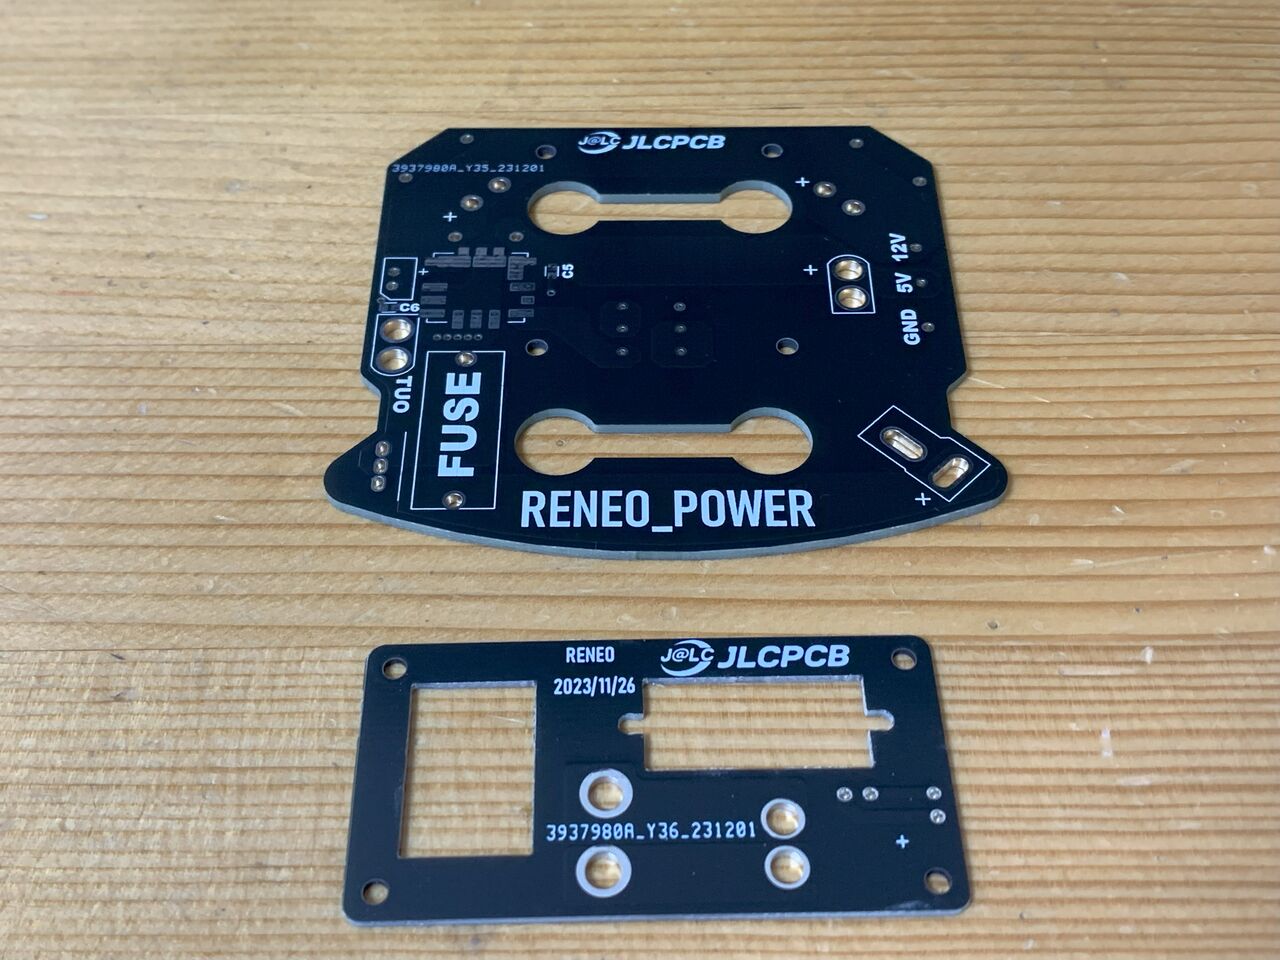 J@LC JLCPCB
3937980A_Y35_231201
+
+
12V
5V
GND
+
C5
C6
+
OUT
FUSE
+
RENEO_POWER
RENEO
J@LC JLCPCB
2023/11/26
3937980A_Y36_231201
+